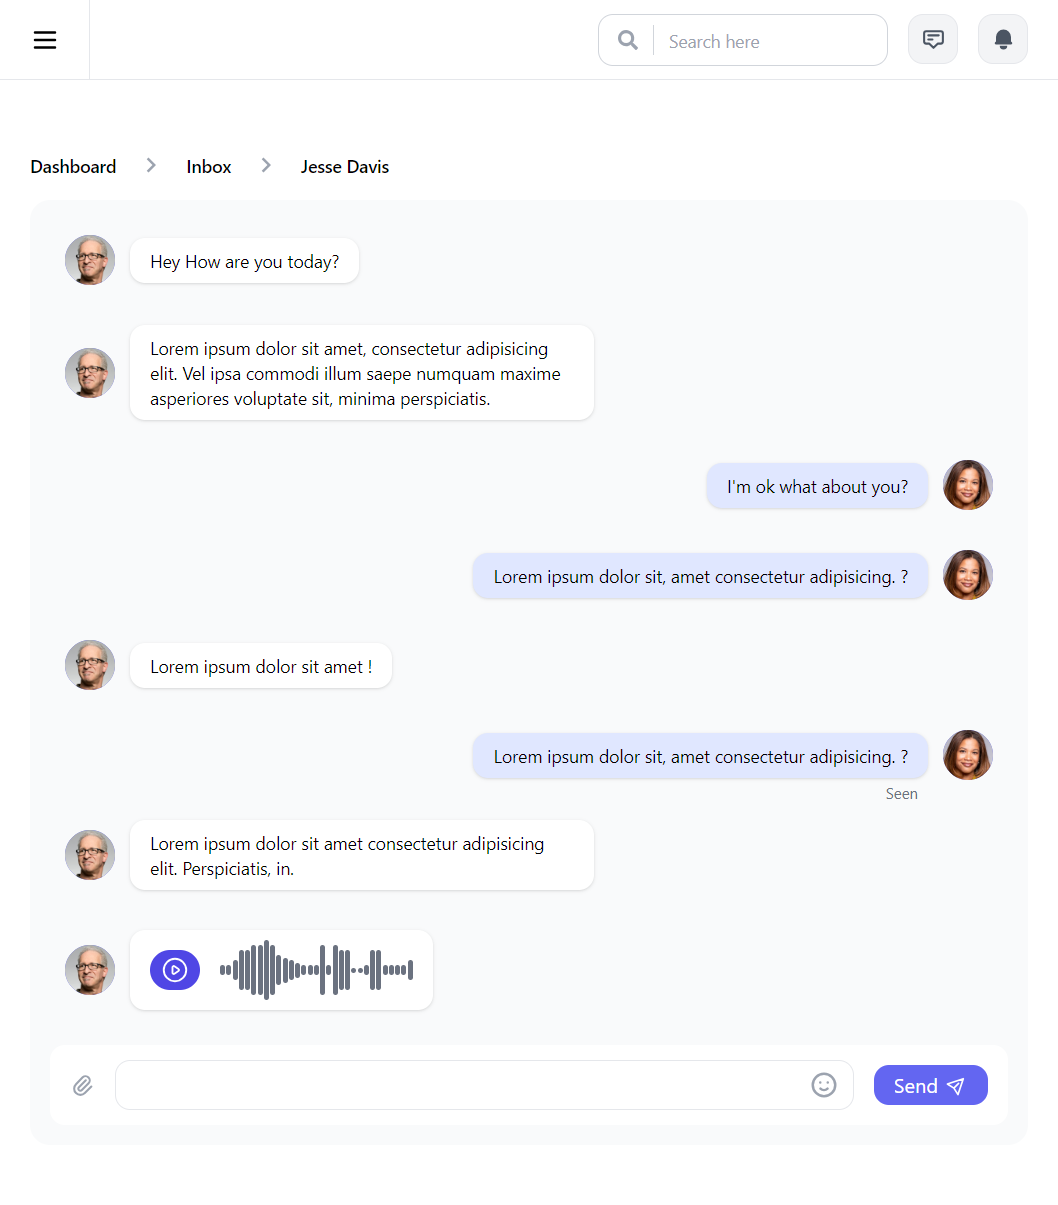 Search here
Dashboard
Inbox
Jesse Davis
Hey How are you today?
Lorem ipsum dolor sit amet, consectetur adipisicing
elit. Vel ipsa commodi illum saepe numquam maxime
asperiores voluptate sit, minima perspiciatis.
I'm ok what about you?
Lorem ipsum dolor sit, amet consectetur adipisicing. ?
Lorem ipsum dolor sit amet !
Lorem ipsum dolor sit, amet consectetur adipisicing. ?
Seen
Lorem ipsum dolor sit amet consectetur adipisicing
elit. Perspiciatis, in.
Send